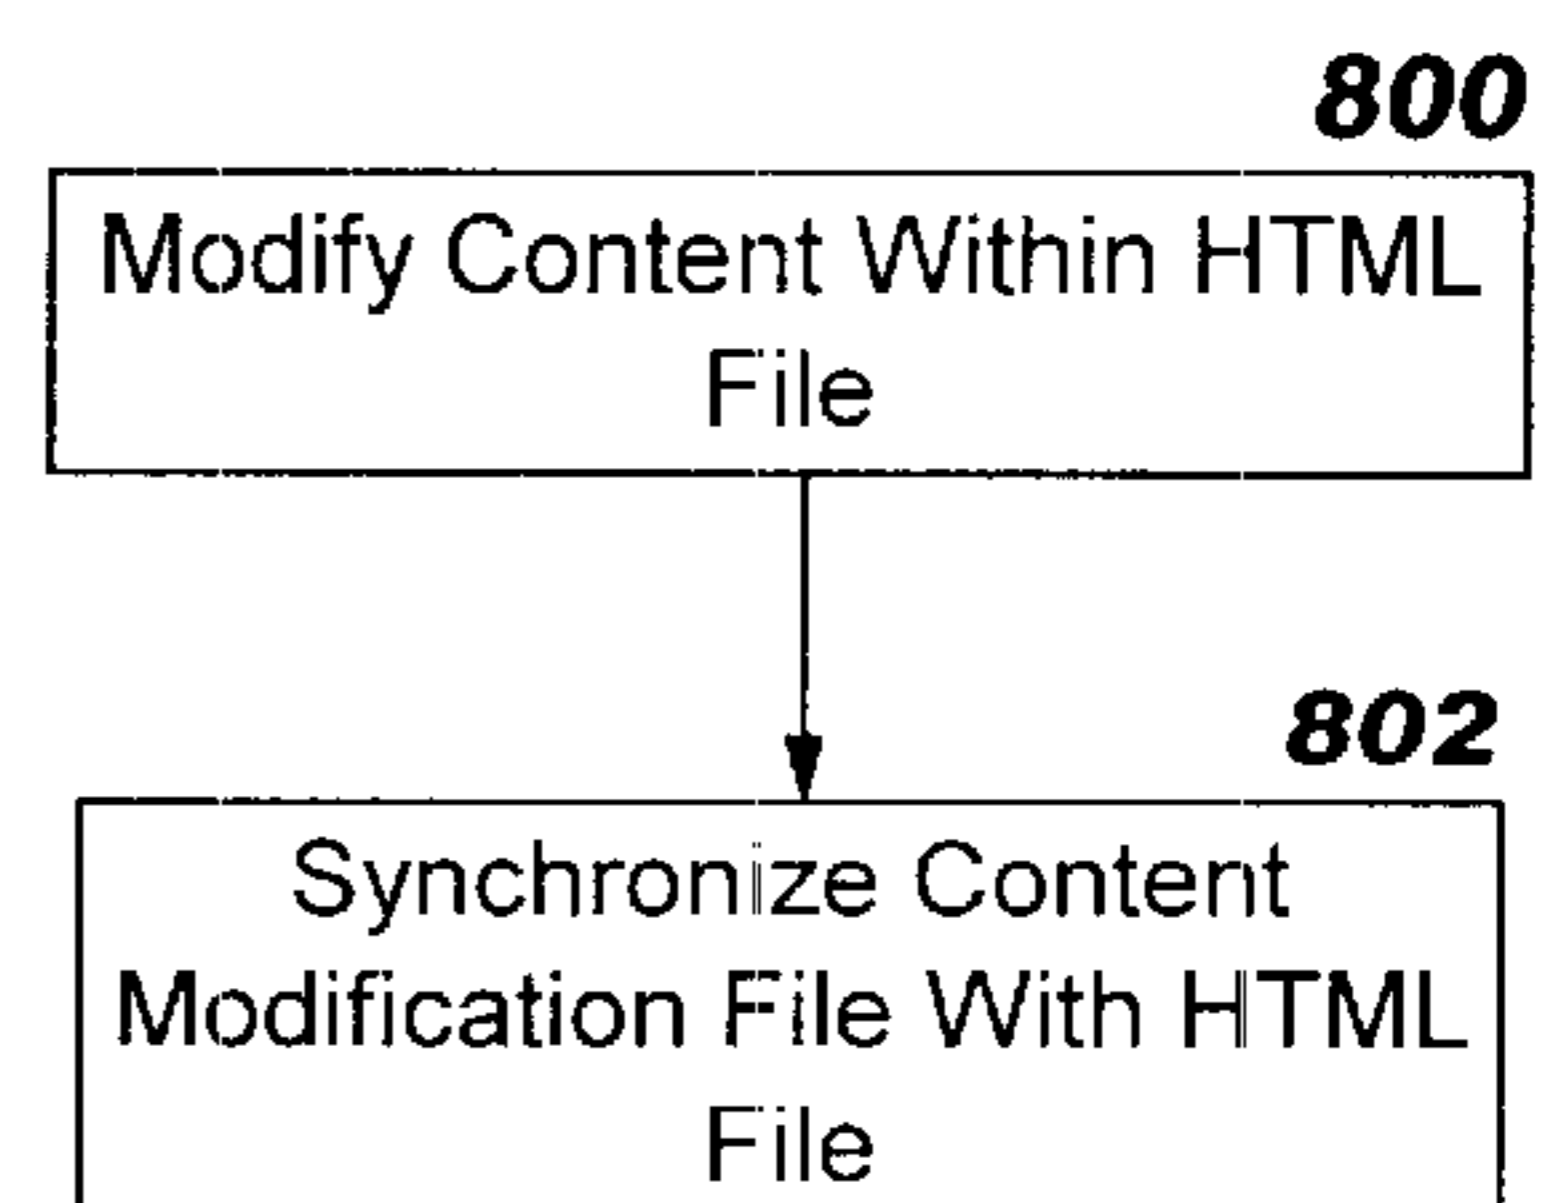 800
Modify Content Within HTML
File
802
Synchronize Content
Modification File With HTML
File